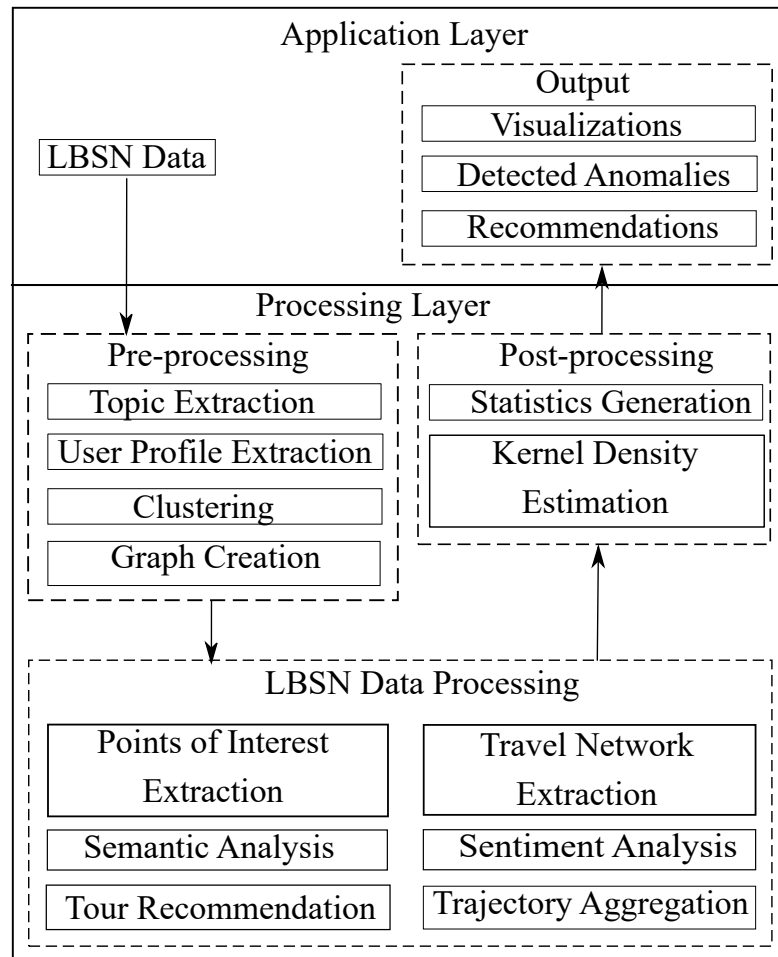 Application Layer
LBSN Data
Output
Visualizations
Detected Anomalies
Recommendations
Processing Layer
Pre-processing
Topic Extraction
User Profile Extraction
Clustering
Graph Creation
Post-processing
Statistics Generation
Kernel Density
Estimation
LBSN Data Processing
Points of Interest
Extraction
Semantic Analysis
Tour Recommendation
Travel Network
Extraction
Sentiment Analysis
Trajectory Aggregation